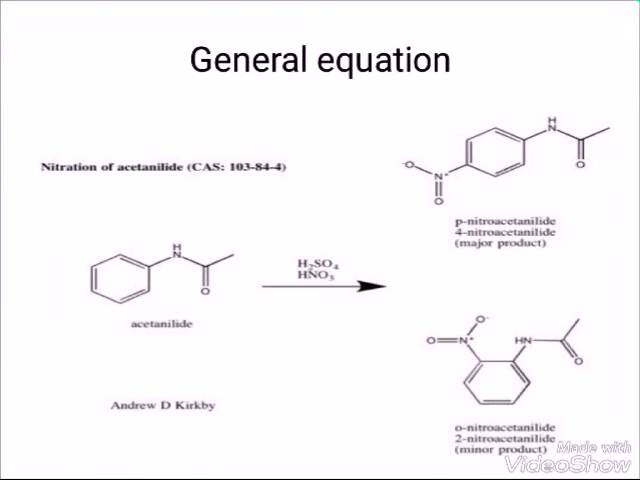 General equation
Nitration of acetanilide (CAS: 103-84-4)
H
N
O
-O
N+
O
p-nitroacetanilide
4-nitroacetanilide
(major product)
H
N
O
acetanilide
H2SO4
HNO3
O-
O
N+
HN
O
o-nitroacetanilide
2-nitroacetanilide
(minor product)
Andrew D Kirkby
Made with
VideoShow